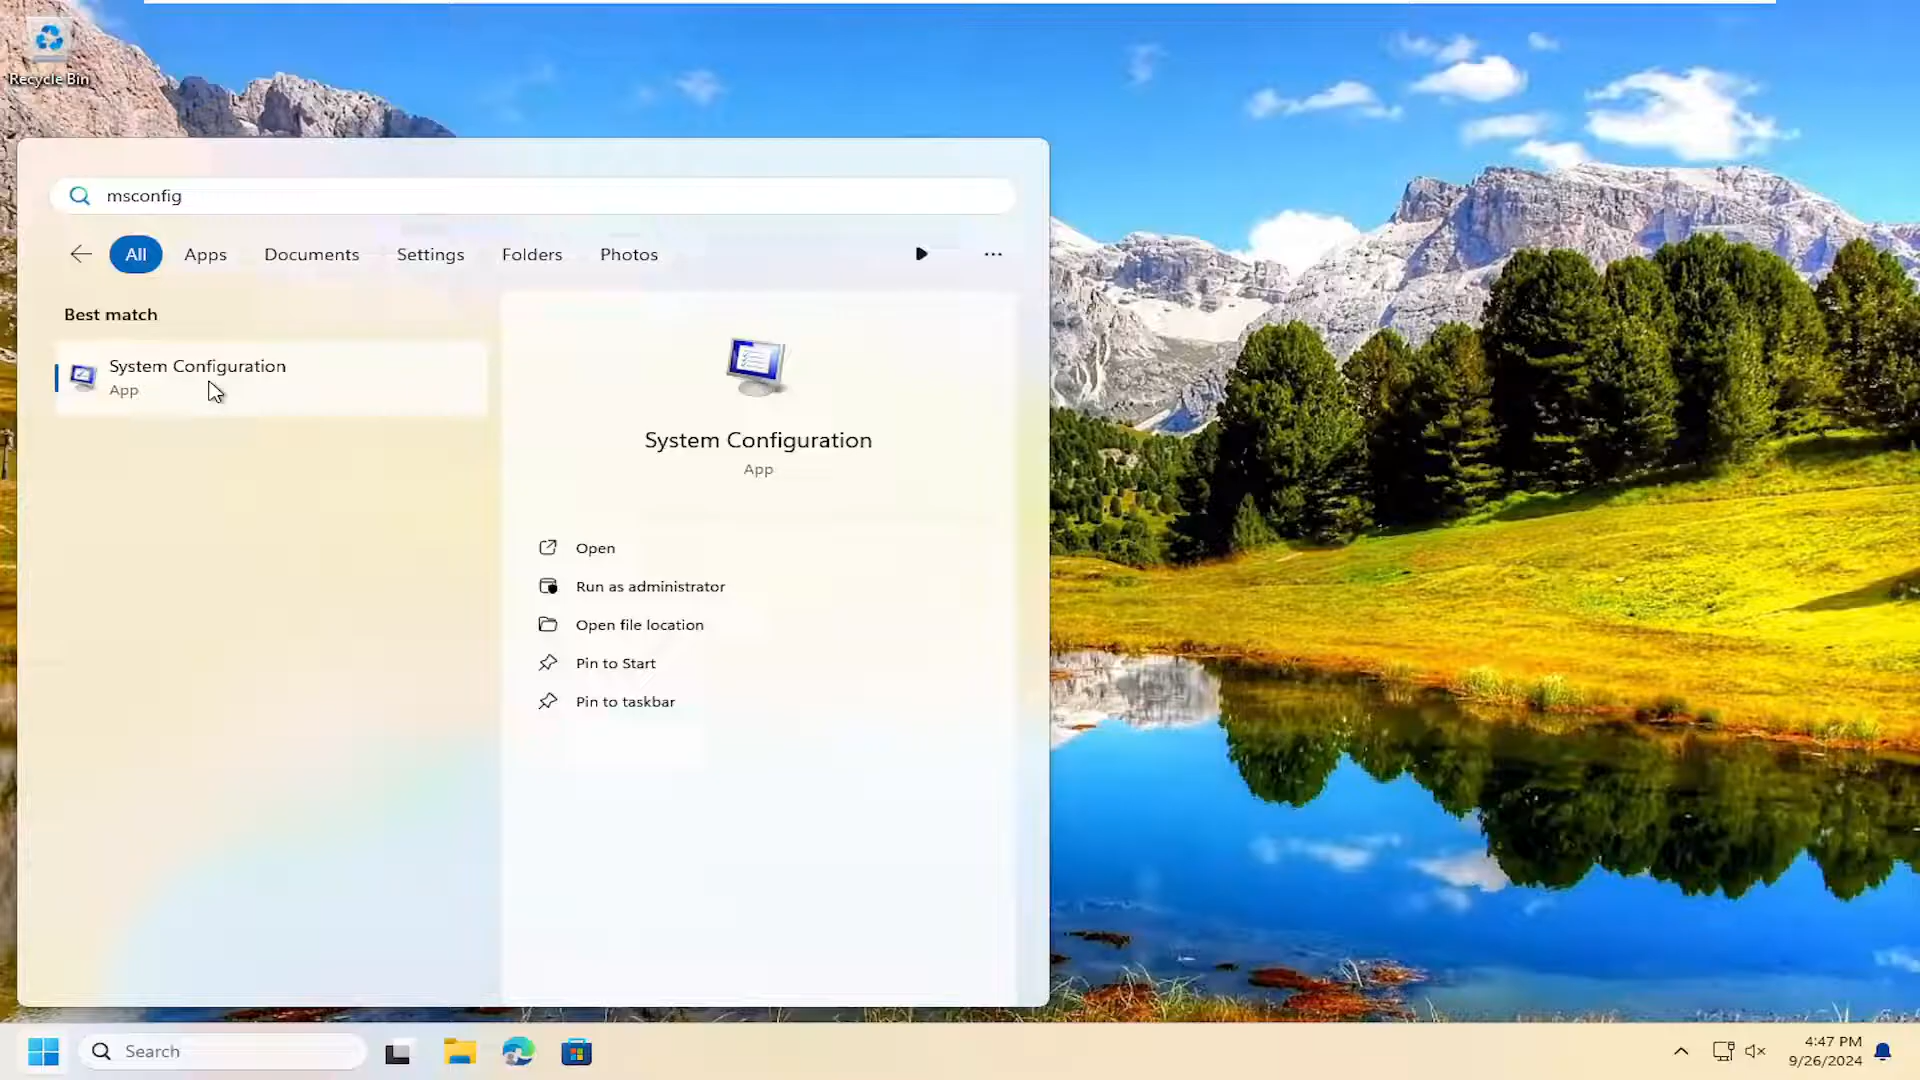 Recycle Bin
msconfig
All Apps Documents Settings Folders Photos
Best match
System Configuration
App
System Configuration
App
Open
Run as administrator
Open file location
Pin to Start
Pin to taskbar
Search
4:47 PM
9/26/2024